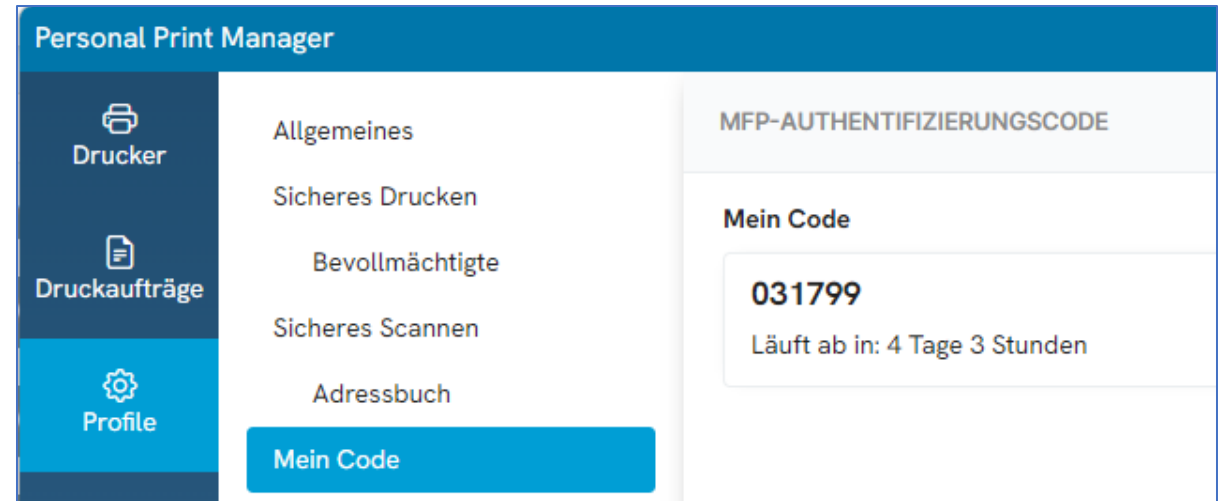 Personal Print Manager
Drucker
Druckaufträge
Profile
Allgemeines
Sicheres Drucken
Bevollmächtigte
Sicheres Scannen
Adressbuch
Mein Code
MFP-AUTHENTIFIZIERUNGSCODE
Mein Code
031799
Läuft ab in: 4 Tage 3 Stunden